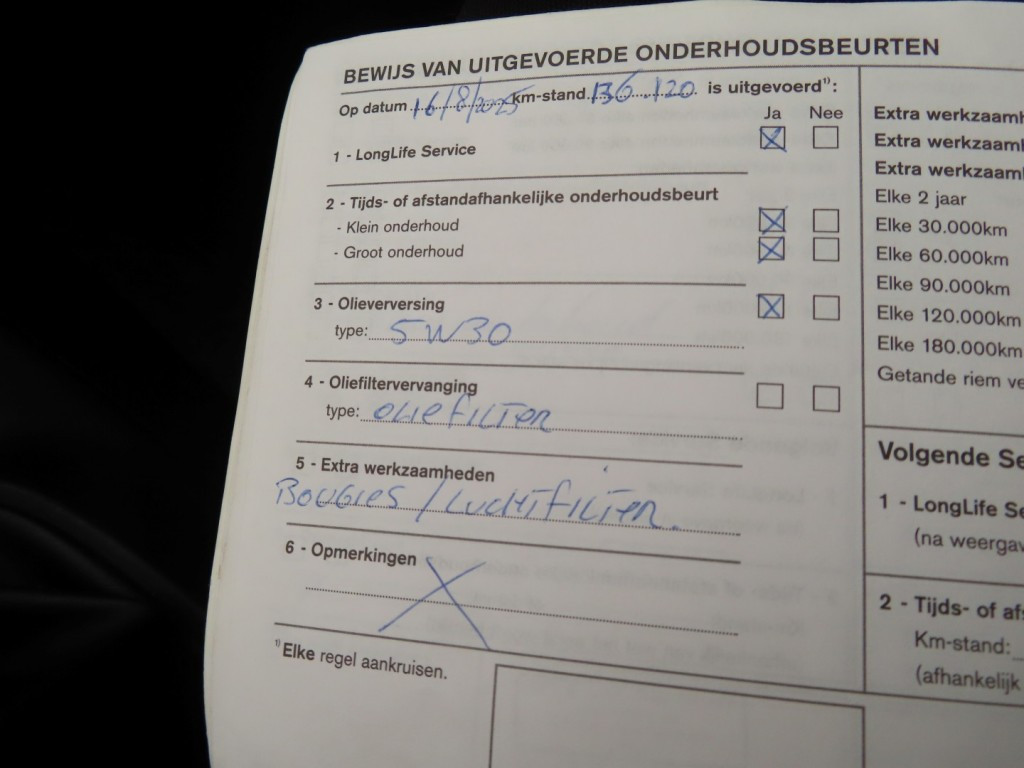 BEWIJS VAN UITGEVOERDE ONDERHOUDSBEURTEN
Op datum 16/8/2025 km-stand 136.120 is uitgevoerd¹⁾:
Ja Nee
1 - LongLife Service
2 - Tijds- of afstandafhankelijke onderhoudsbeurt
- Klein onderhoud
- Groot onderhoud
3 - Olieverversing
type: 5W30
4 - Oliefiltervervanging
type: OLIEFILTER
5 - Extra werkzaamheden
BOUGIES / LUCHTFILTER.
6 - Opmerkingen
¹⁾Elke regel aankruisen.
Extra werkzaamh
Extra werkzaamh
Extra werkzaamh
Elke 2 jaar
Elke 30.000km
Elke 60.000km
Elke 90.000km
Elke 120.000km
Elke 180.000km
Getande riem ve
Volgende Se
1 - LongLife Se
(na weergav
2 - Tijds- of afs
Km-stand:
(afhankelijk